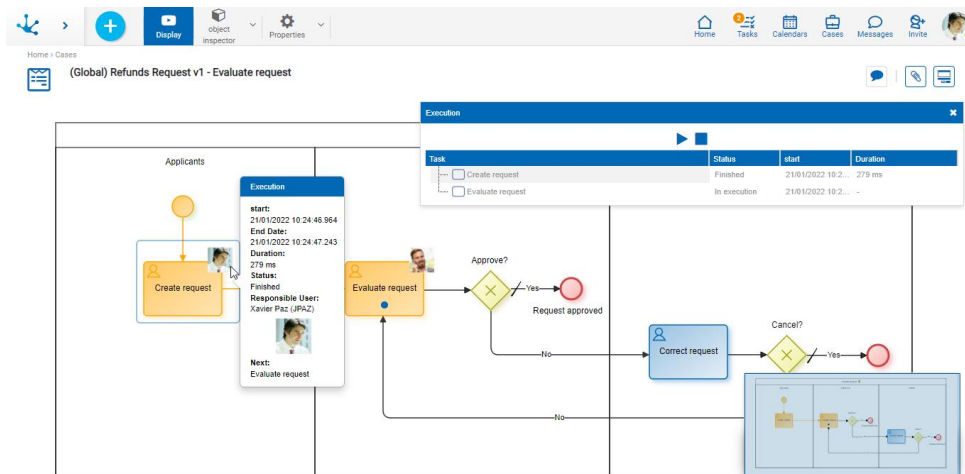 Display
object
inspector
Properties
Home
2
Tasks
Calendars
Cases
Messages
Invite
Home › Cases
(Global) Refunds Request v1 - Evaluate request
Execution
Task Status start Duration
Create request Finished 21/01/2022 10:2... 279 ms
Evaluate request In execution 21/01/2022 10:2... -
Applicants
Execution
start:
21/01/2022 10:24:46.964
End Date:
21/01/2022 10:24:47.243
Duration:
279 ms
Status:
Finished
Responsible User:
Xavier Paz (JPAZ)
Next:
Evaluate request
Create request
Evaluate request
Approve?
Yes
Request approved
No
Correct request
Cancel?
Yes
No